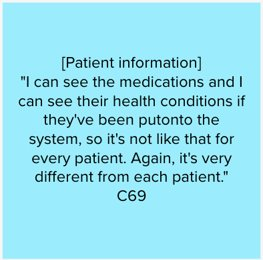 [Patient information]
"I can see the medications and I
can see their health conditions if
they've been putonto the
system, so it's not like that for
every patient. Again, it's very
different from each patient."
C69